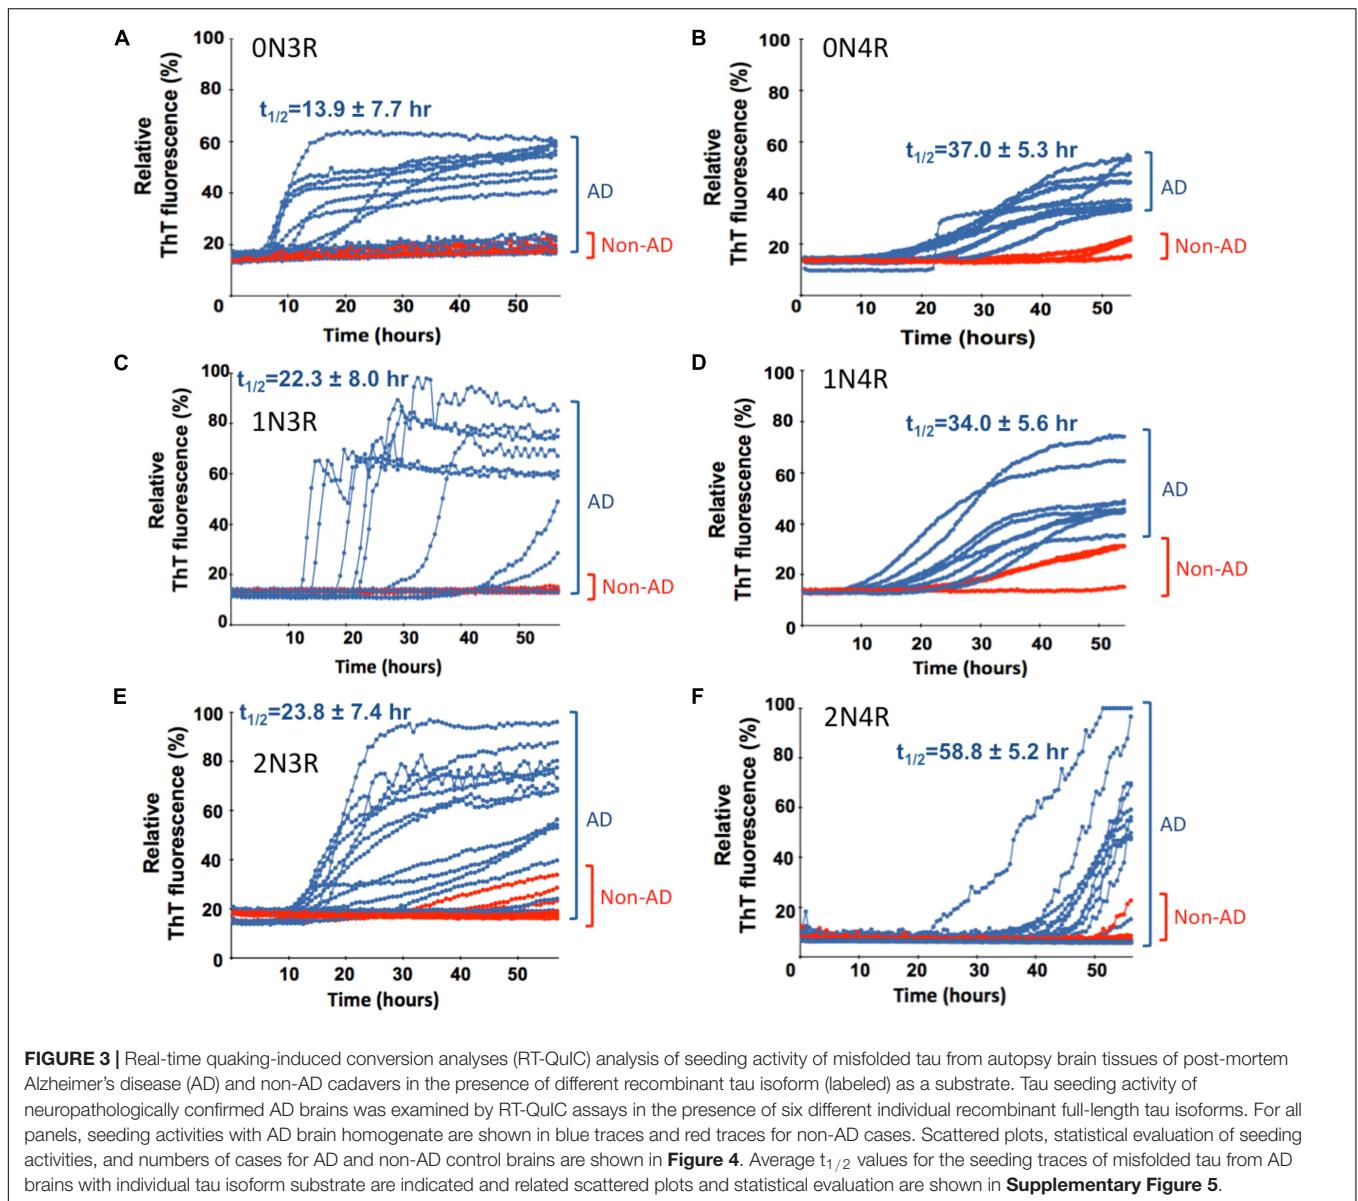 A
0N3R
t1/2=13.9 ± 7.7 hr
Relative
ThT fluorescence (%)
100
80
60
40
20
0
10
20
30
40
50
Time (hours)
AD
Non-AD
B
0N4R
t1/2=37.0 ± 5.3 hr
Relative
ThT fluorescence (%)
100
80
60
40
20
0
10
20
30
40
50
Time (hours)
AD
Non-AD
C
1N3R
t1/2=22.3 ± 8.0 hr
Relative
ThT fluorescence (%)
100
80
60
40
20
0
10
20
30
40
50
Time (hours)
AD
Non-AD
D
1N4R
t1/2=34.0 ± 5.6 hr
Relative
ThT fluorescence (%)
100
80
60
40
20
0
10
20
30
40
50
Time (hours)
AD
Non-AD
E
2N3R
t1/2=23.8 ± 7.4 hr
Relative
ThT fluorescence (%)
100
80
60
40
20
0
10
20
30
40
50
Time (hours)
AD
Non-AD
F
2N4R
t1/2=58.8 ± 5.2 hr
Relative
ThT fluorescence (%)
100
80
60
40
20
0
10
20
30
40
50
Time (hours)
AD
Non-AD
FIGURE 3 | Real-time quaking-induced conversion analyses (RT-QuIC) analysis of seeding activity of misfolded tau from autopsy brain tissues of post-mortem
Alzheimer's disease (AD) and non-AD cadavers in the presence of different recombinant tau isoform (labeled) as a substrate. Tau seeding activity of
neuropathologically confirmed AD brains was examined by RT-QuIC assays in the presence of six different individual recombinant full-length tau isoforms. For all
panels, seeding activities with AD brain homogenate are shown in blue traces and red traces for non-AD cases. Scattered plots, statistical evaluation of seeding
activities, and numbers of cases for AD and non-AD control brains are shown in Figure 4. Average t1/2 values for the seeding traces of misfolded tau from AD
brains with individual tau isoform substrate are indicated and related scattered plots and statistical evaluation are shown in Supplementary Figure 5.